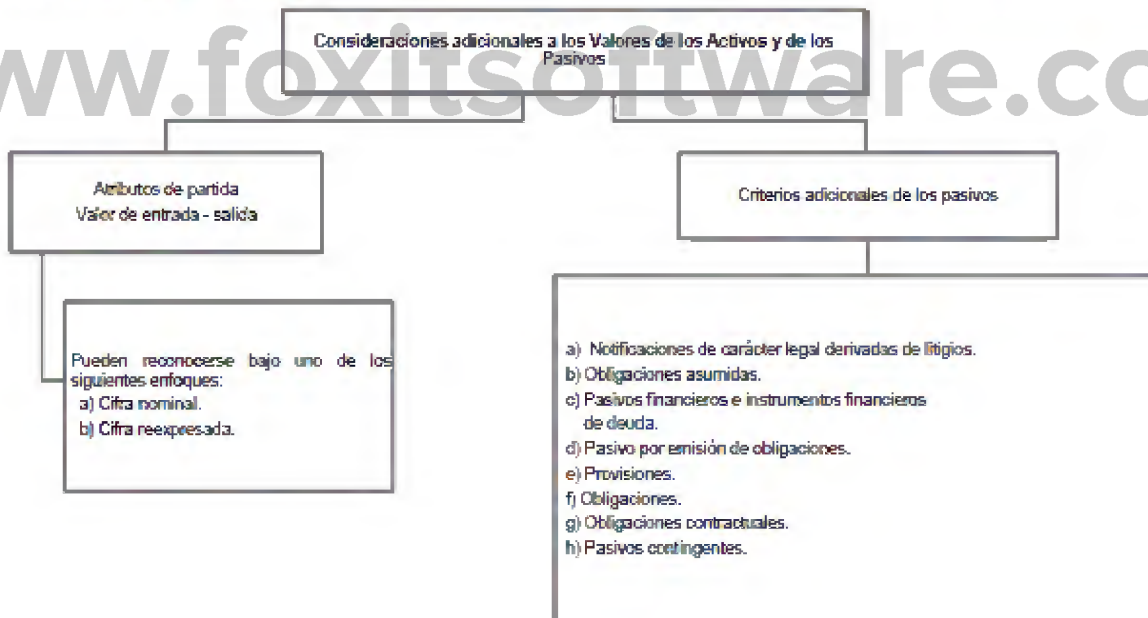 www.foxitsoftware.co
Consideraciones adicionales a los Valores de los Activos y de los
Pasivos
Atributos de partida
Valor de entrada - salida
Pueden reconocerse bajo uno de los
siguientes enfoques:
a) Cifra nominal.
b) Cifra reexpresada.
Criterios adicionales de los pasivos
a) Notificaciones de carácter legal derivadas de litigios.
b) Obligaciones asumidas.
c) Pasivos financieros e instrumentos financieros
de deuda.
d) Pasivo por emisión de obligaciones.
e) Provisiones.
f) Obligaciones.
g) Obligaciones contractuales.
h) Pasivos contingentes.